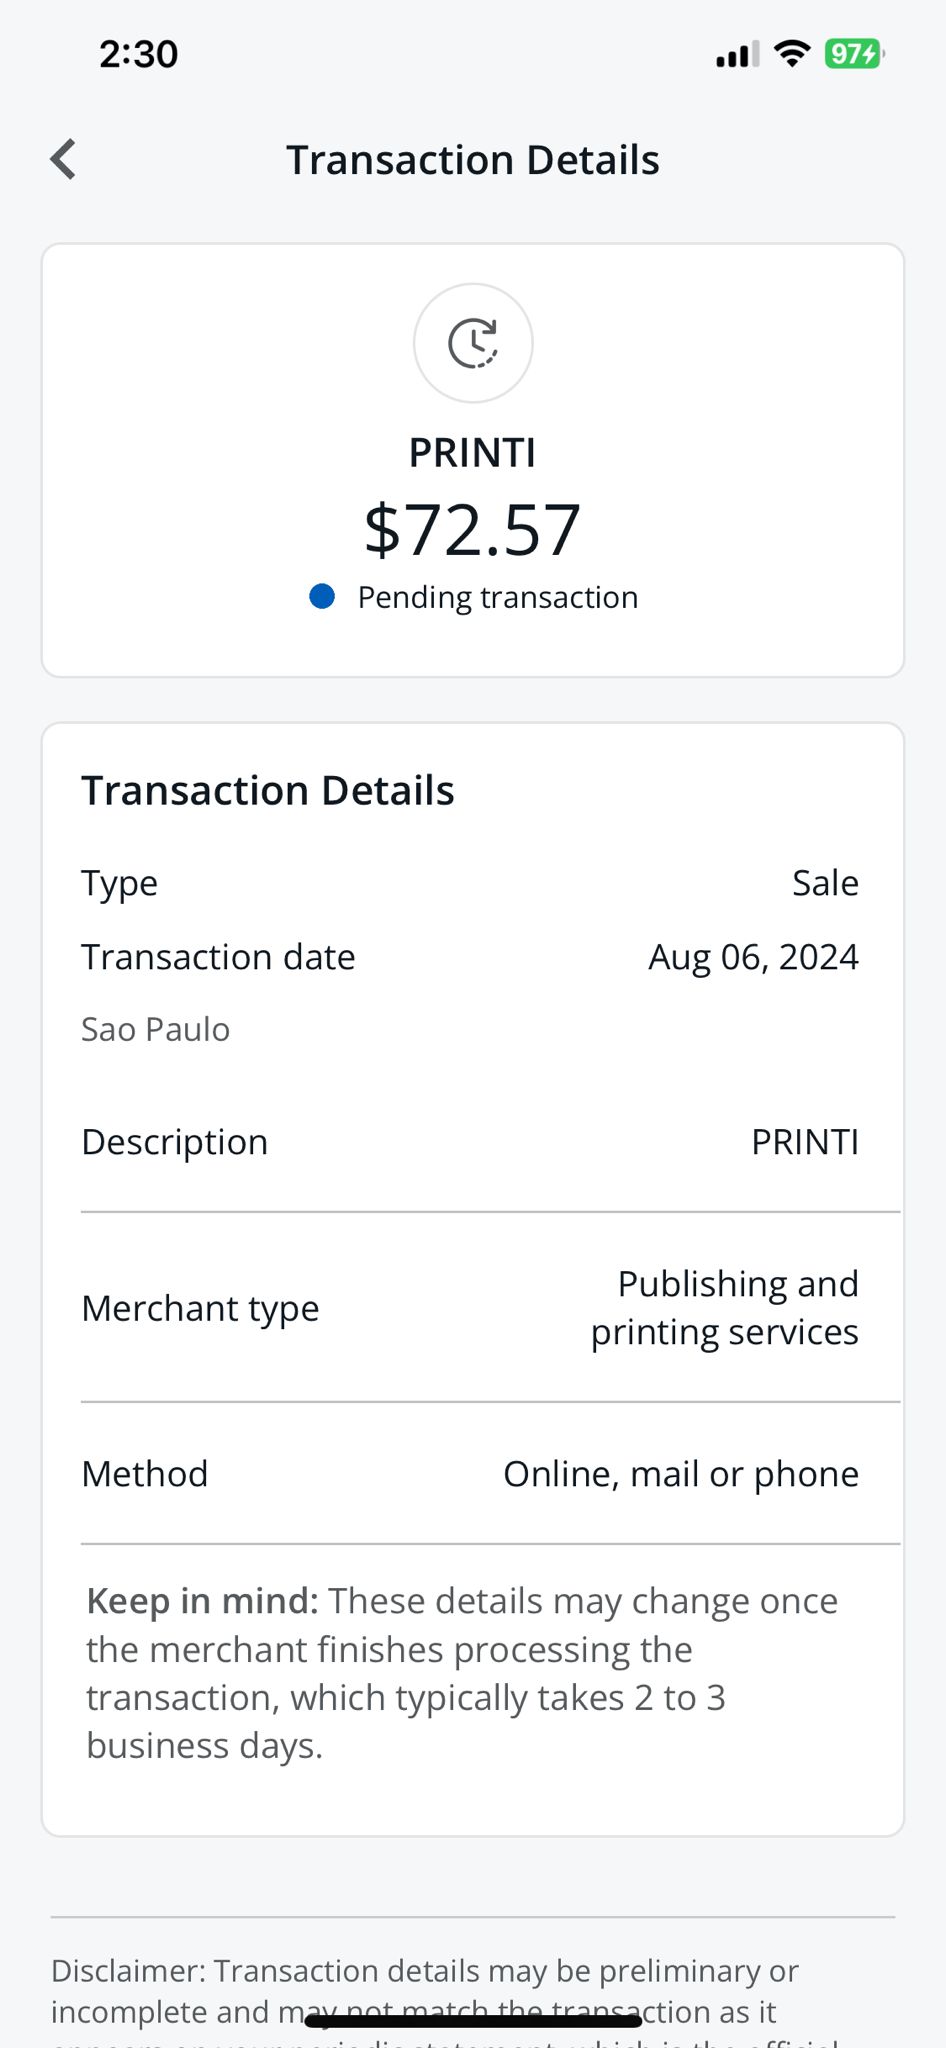 2:30
97
Transaction Details
PRINTI
$72.57
Pending transaction
Transaction Details
Type Sale
Transaction date Aug 06, 2024
Sao Paulo
Description PRINTI
Merchant type Publishing and
printing services
Method Online, mail or phone
Keep in mind: These details may change once
the merchant finishes processing the
transaction, which typically takes 2 to 3
business days.
Disclaimer: Transaction details may be preliminary or
incomplete and may not match the transaction as it